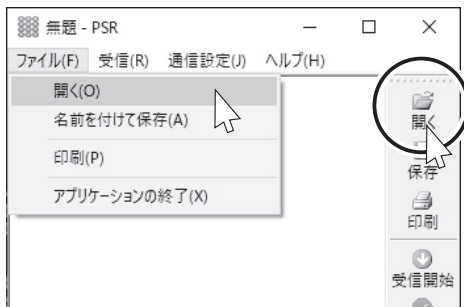 無題 - PSR
ファイル(F) 受信(R) 通信設定(J) ヘルプ(H)
開く(O)
名前を付けて保存(A)
印刷(P)
アプリケーションの終了(X)
開く
保存
印刷
受信開始